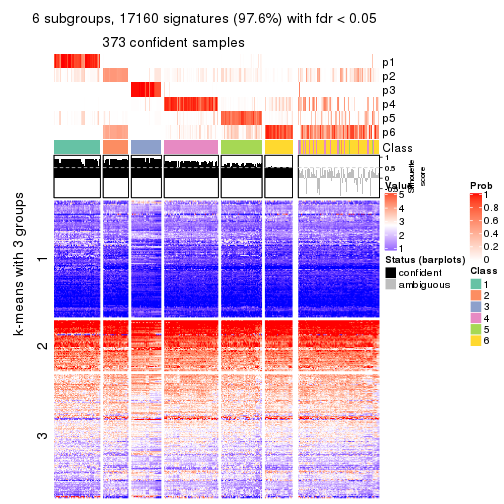 6 subgroups, 17160 signatures (97.6%) with fdr < 0.05
373 confident samples
p1
p2
p3
p4
p5
p6
Class
1
0.5
0
-0.5
Silhouette
score
k-means with 3 groups
1
2
3
Value
5
4
3
2
1
Status (barplots)
confident
ambiguous
Prob
1
0.8
0.6
0.4
0.2
0
Class
1
2
3
4
5
6